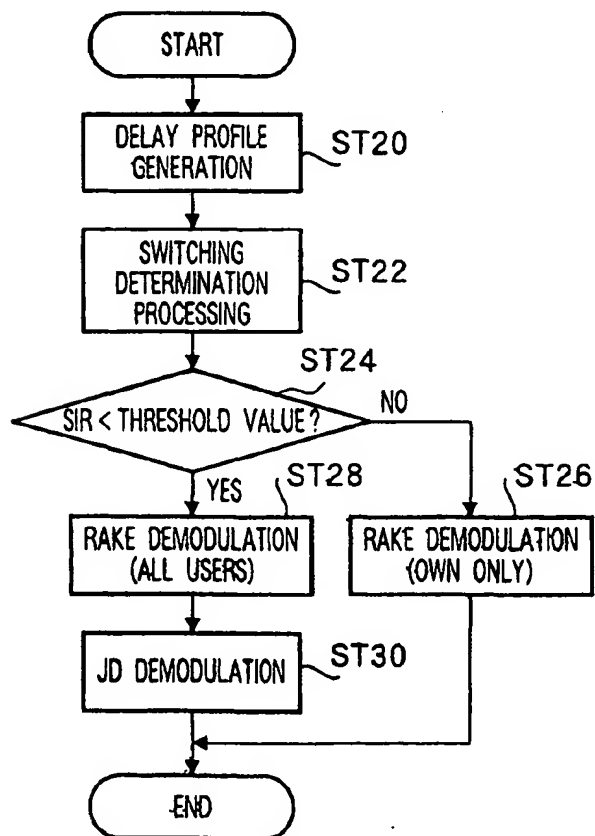 START
DELAY PROFILE
GENERATION
ST20
SWITCHING
DETERMINATION
PROCESSING
ST22
ST24
SIR < THRESHOLD VALUE?
NO
YES
ST28
ST26
RAKE DEMODULATION
(ALL USERS)
RAKE DEMODULATION
(OWN ONLY)
JD DEMODULATION
ST30
END